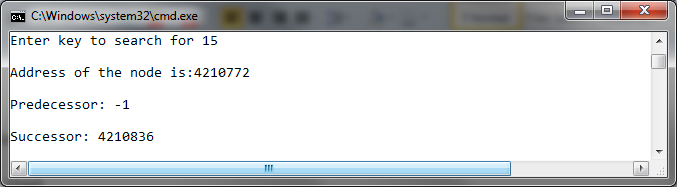 C:\Windows\system32\cmd.exe
Enter key to search for 15
Address of the node is:4210772
Predecessor: -1
Successor: 4210836